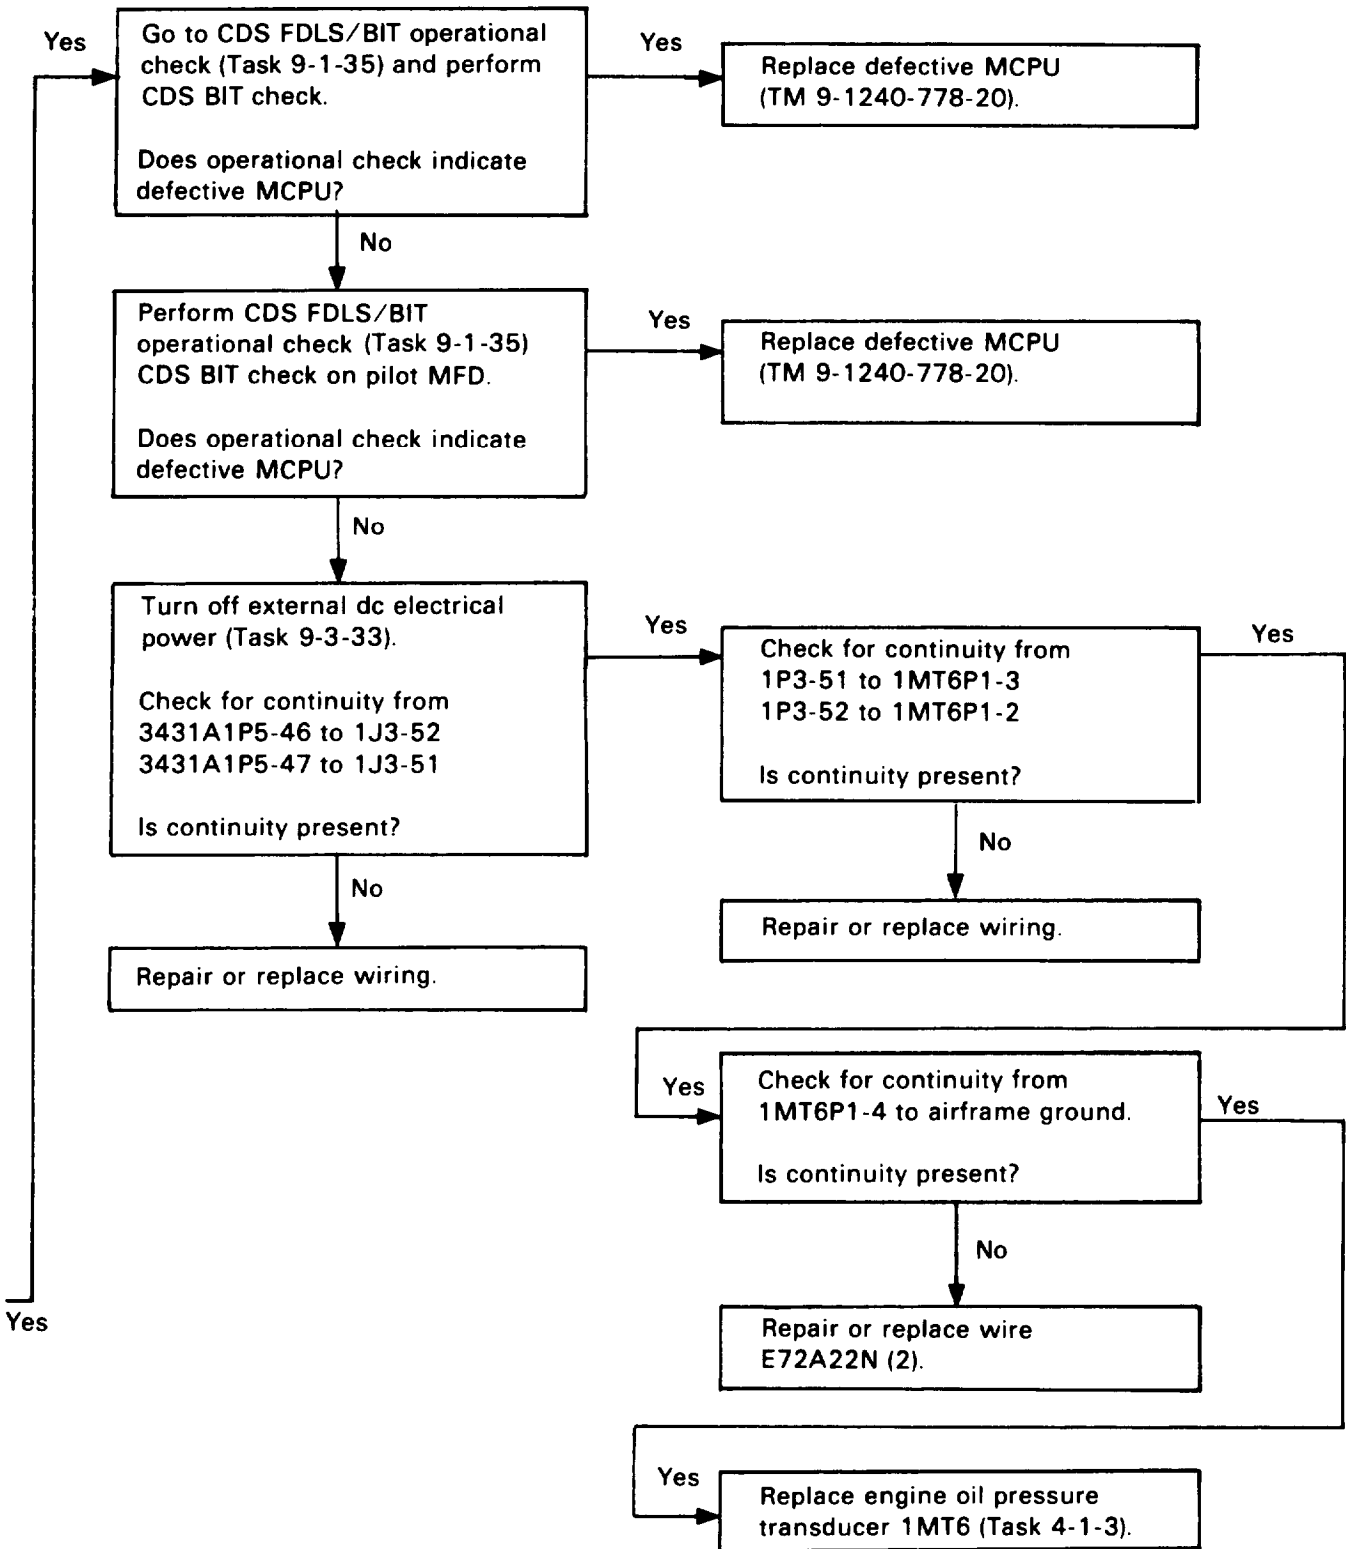 Yes
Go to CDS FDLS/BIT operational
check (Task 9-1-35) and perform
CDS BIT check.
Does operational check indicate
defective MCPU?
Yes
Replace defective MCPU
(TM 9-1240-778-20).
No
Perform CDS FDLS/BIT
operational check (Task 9-1-35)
CDS BIT check on pilot MFD.
Does operational check indicate
defective MCPU?
Yes
Replace defective MCPU
(TM 9-1240-778-20).
No
Turn off external dc electrical
power (Task 9-3-33).
Check for continuity from
3431A1P5-46 to 1J3-52
3431A1P5-47 to 1J3-51
Is continuity present?
Yes
Check for continuity from
1P3-51 to 1MT6P1-3
1P3-52 to 1MT6P1-2
Is continuity present?
Yes
No
Repair or replace wiring.
No
Repair or replace wiring.
Yes
Check for continuity from
1MT6P1-4 to airframe ground.
Is continuity present?
Yes
No
Repair or replace wire
E72A22N (2).
Yes
Yes
Replace engine oil pressure
transducer 1MT6 (Task 4-1-3).